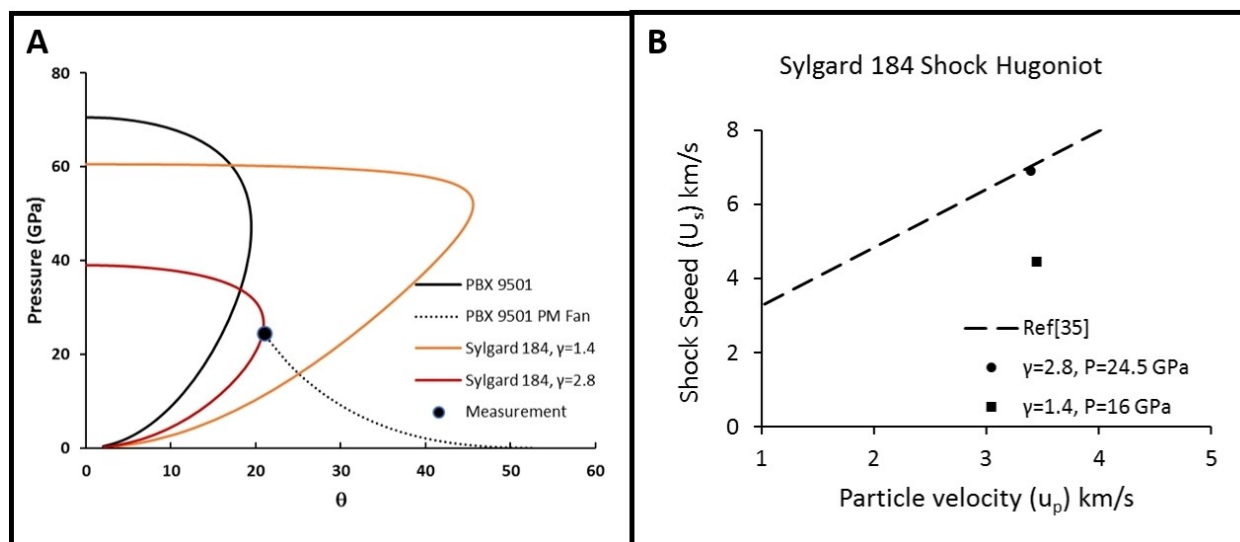 A
80
60
40
20
0
Pressure (GPa)
0 10 20 30 40 50 60
θ
PBX 9501
PBX 9501 PM Fan
Sylgard 184, γ=1.4
Sylgard 184, γ=2.8
Measurement
B
Sylgard 184 Shock Hugoniot
8
6
4
2
0
Shock Speed (Us) km/s
1 2 3 4 5
Particle velocity (up) km/s
Ref[35]
γ=2.8, P=24.5 GPa
γ=1.4, P=16 GPa